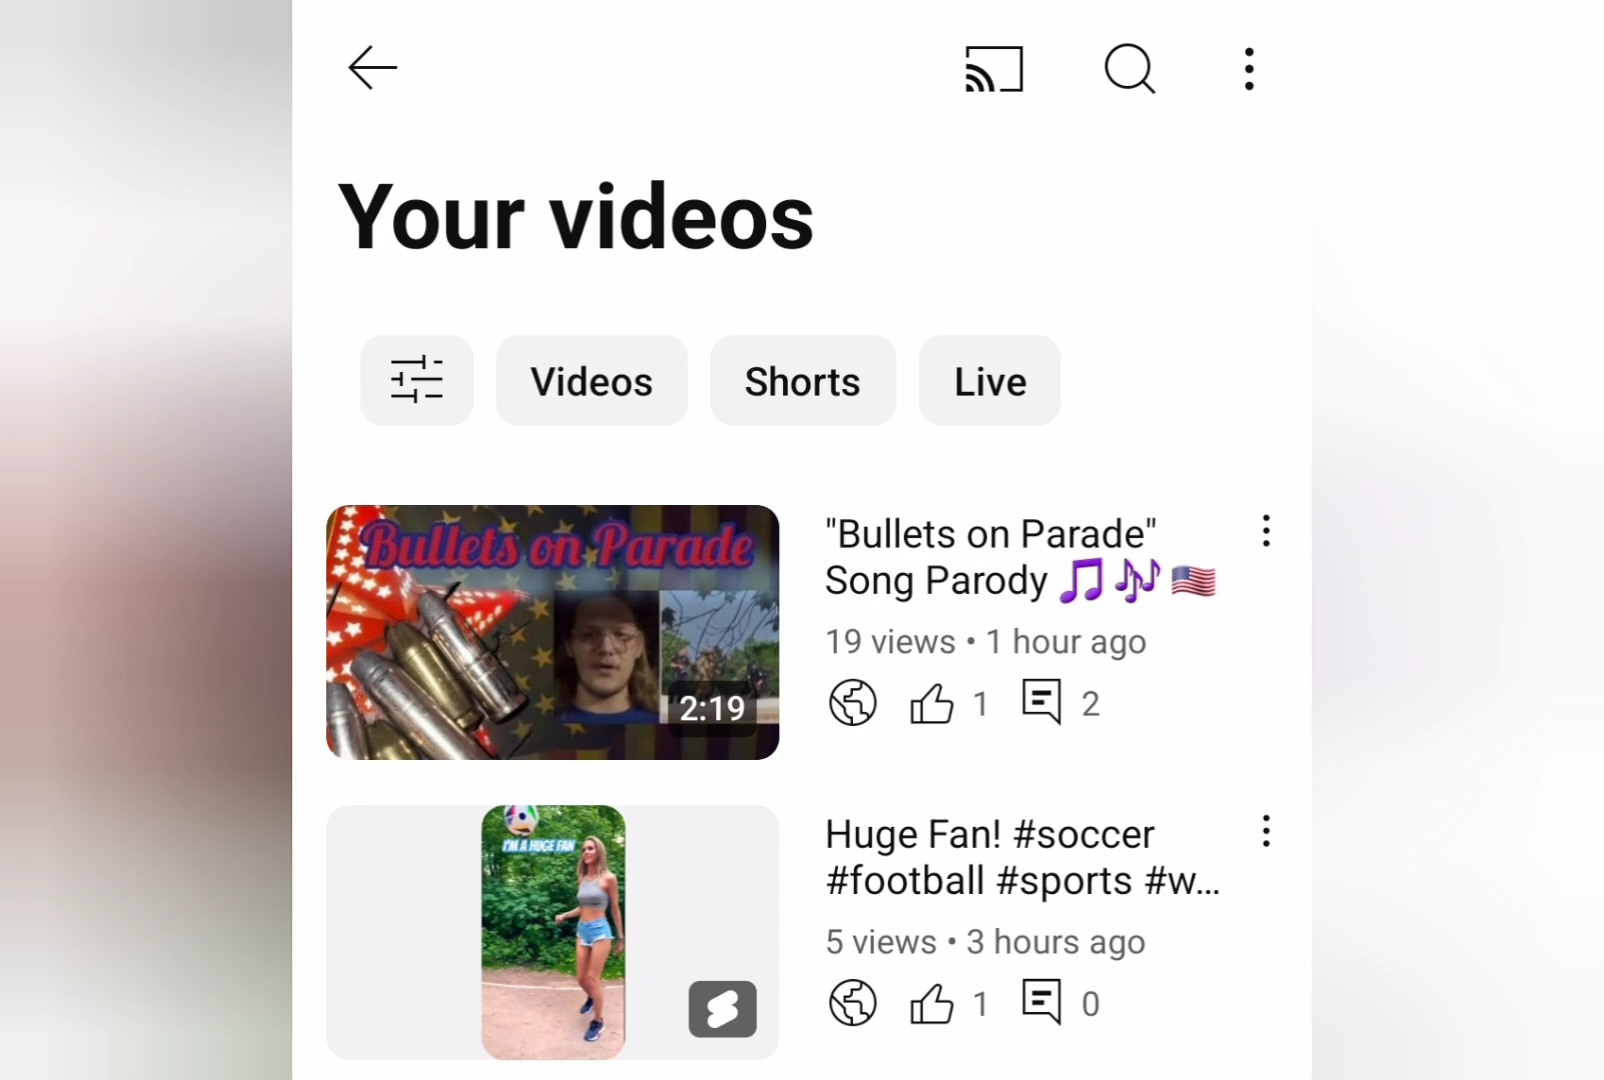 Your videos
Videos Shorts Live
Bullets on Parade
2:19
"Bullets on Parade"
Song Parody 🎵🎶🇺🇸
19 views • 1 hour ago
1 2
I'M A HUGE FAN
Huge Fan! #soccer
#football #sports #w...
5 views • 3 hours ago
1 0